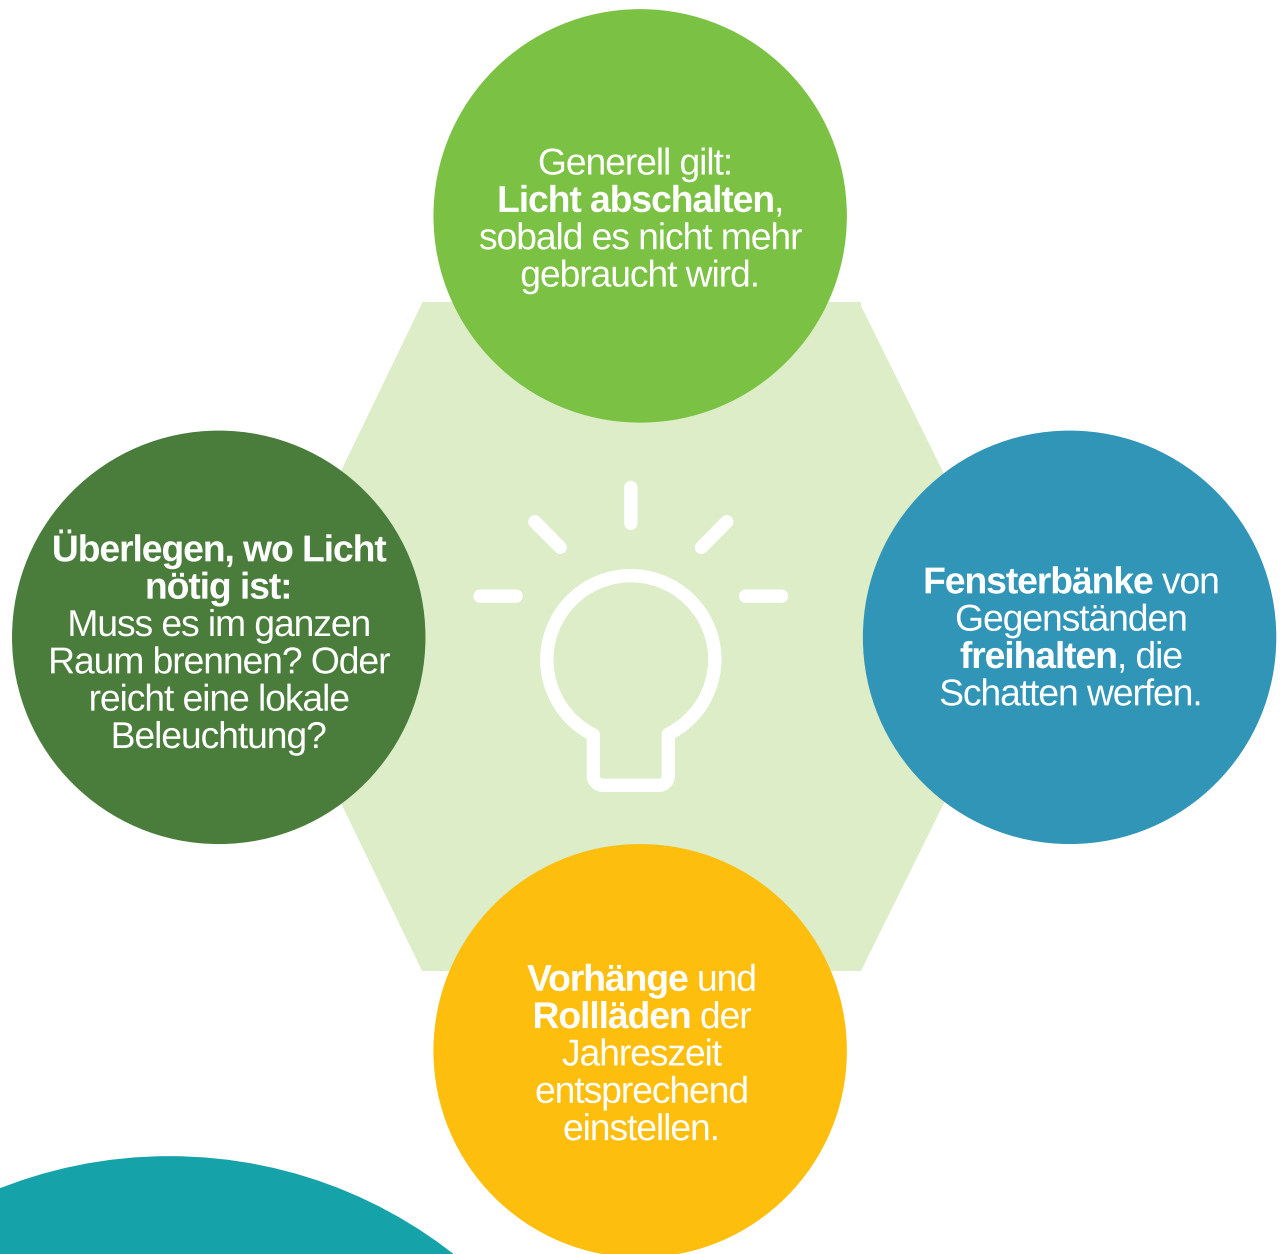 Generell gilt:
Licht abschalten,
sobald es nicht mehr
gebraucht wird.
Überlegen, wo Licht
nötig ist:
Muss es im ganzen
Raum brennen? Oder
reicht eine lokale
Beleuchtung?
Fensterbänke von
Gegenständen
freihalten, die
Schatten werfen.
Vorhänge und
Rollläden der
Jahreszeit
entsprechend
einstellen.